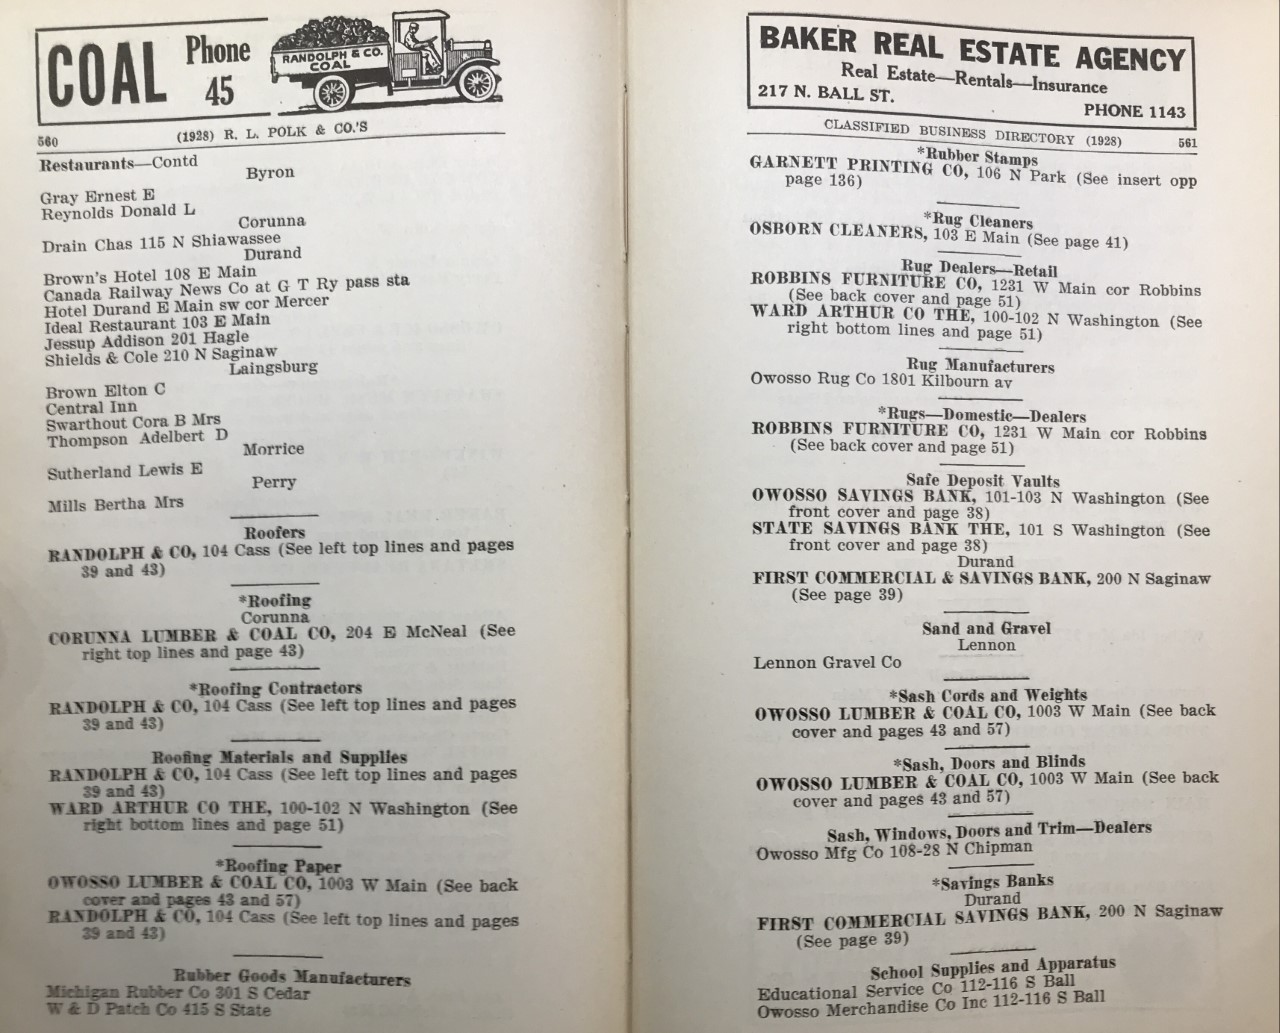 COAL Phone
45
RANDOLPH & CO.
COAL
560 (1928) R. L. POLK & CO.'S
Restaurants—Contd
Byron
Gray Ernest E
Reynolds Donald L
Corunna
Drain Chas 115 N Shiawassee
Durand
Brown's Hotel 108 E Main
Canada Railway News Co at G T Ry pass sta
Hotel Durand E Main sw cor Mercer
Ideal Restaurant 103 E Main
Jessup Addison 201 Hagle
Shields & Cole 210 N Saginaw
Laingsburg
Brown Elton C
Central Inn
Swarthout Cora B Mrs
Thompson Adelbert D
Morrice
Sutherland Lewis E
Perry
Mills Bertha Mrs
Roofers
RANDOLPH & CO, 104 Cass (See left top lines and pages
39 and 43)
*Roofing
Corunna
CORUNNA LUMBER & COAL CO, 204 E McNeal (See
right top lines and page 43)
*Roofing Contractors
RANDOLPH & CO, 104 Cass (See left top lines and pages
39 and 43)
Roofing Materials and Supplies
RANDOLPH & CO, 104 Cass (See left top lines and pages
39 and 43)
WARD ARTHUR CO THE, 100-102 N Washington (See
right bottom lines and page 51)
*Roofing Paper
OWOSSO LUMBER & COAL CO, 1003 W Main (See back
cover and pages 43 and 57)
RANDOLPH & CO, 104 Cass (See left top lines and pages
39 and 43)
Rubber Goods Manufacturers
Michigan Rubber Co 301 S Cedar
W & D Patch Co 415 S State
BAKER REAL ESTATE AGENCY
Real Estate—Rentals—Insurance
217 N. BALL ST.
PHONE 1143
CLASSIFIED BUSINESS DIRECTORY (1928) 561
*Rubber Stamps
GARNETT PRINTING CO, 106 N Park (See insert opp
page 136)
*Rug Cleaners
OSBORN CLEANERS, 103 E Main (See page 41)
Rug Dealers—Retail
ROBBINS FURNITURE CO, 1231 W Main cor Robbins
(See back cover and page 51)
WARD ARTHUR CO THE, 100-102 N Washington (See
right bottom lines and page 51)
Rug Manufacturers
Owosso Rug Co 1801 Kilbourn av
*Rugs—Domestic—Dealers
ROBBINS FURNITURE CO, 1231 W Main cor Robbins
(See back cover and page 51)
Safe Deposit Vaults
OWOSSO SAVINGS BANK, 101-103 N Washington (See
front cover and page 38)
STATE SAVINGS BANK THE, 101 S Washington (See
front cover and page 38)
Durand
FIRST COMMERCIAL & SAVINGS BANK, 200 N Saginaw
(See page 39)
Sand and Gravel
Lennon
Lennon Gravel Co
*Sash Cords and Weights
OWOSSO LUMBER & COAL CO, 1003 W Main (See back
cover and pages 43 and 57)
*Sash, Doors and Blinds
OWOSSO LUMBER & COAL CO, 1003 W Main (See back
cover and pages 43 and 57)
Sash, Windows, Doors and Trim—Dealers
Owosso Mfg Co 108-28 N Chipman
*Savings Banks
Durand
FIRST COMMERCIAL SAVINGS BANK, 200 N Saginaw
(See page 39)
School Supplies and Apparatus
Educational Service Co 112-116 S Ball
Owosso Merchandise Co Inc 112-116 S Ball